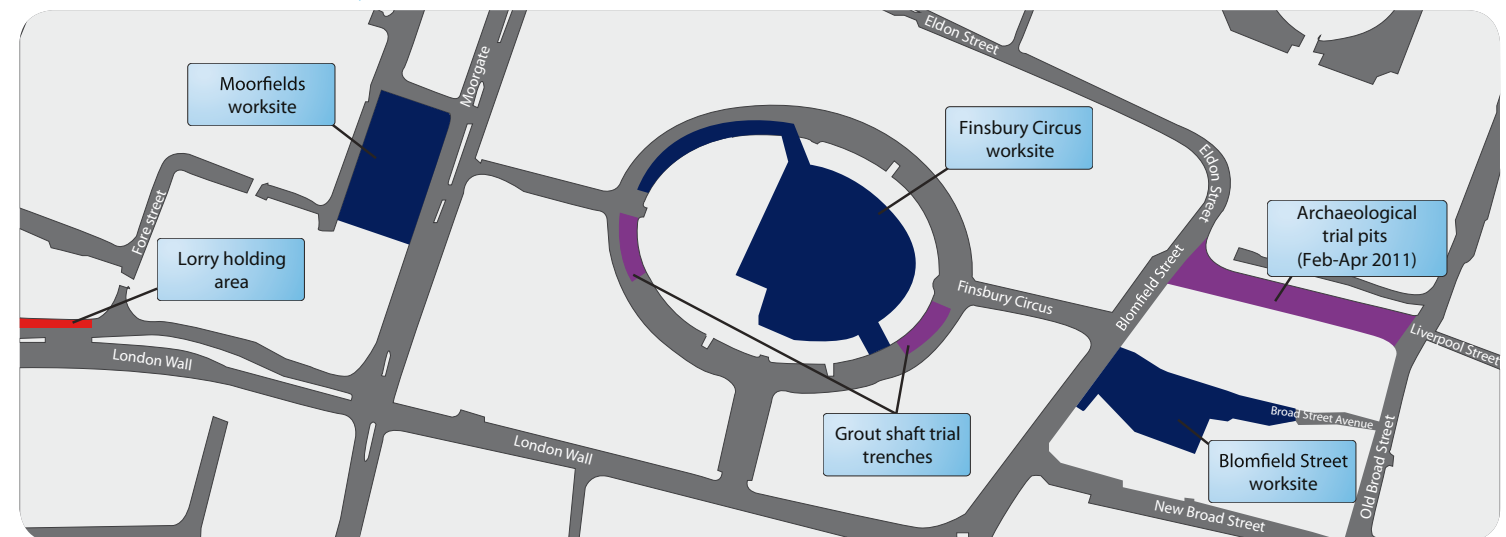 Eldon Street
Moorgate
Moorfields
worksite
Finsbury Circus
worksite
Eldon Street
Fore street
Archaeological
trial pits
(Feb-Apr 2011)
Lorry holding
area
Blomfield Street
Finsbury Circus
Liverpool Street
London Wall
Broad Street Avenue
Grout shaft trial
trenches
London Wall
Blomfield Street
worksite
Old Broad Street
New Broad Street